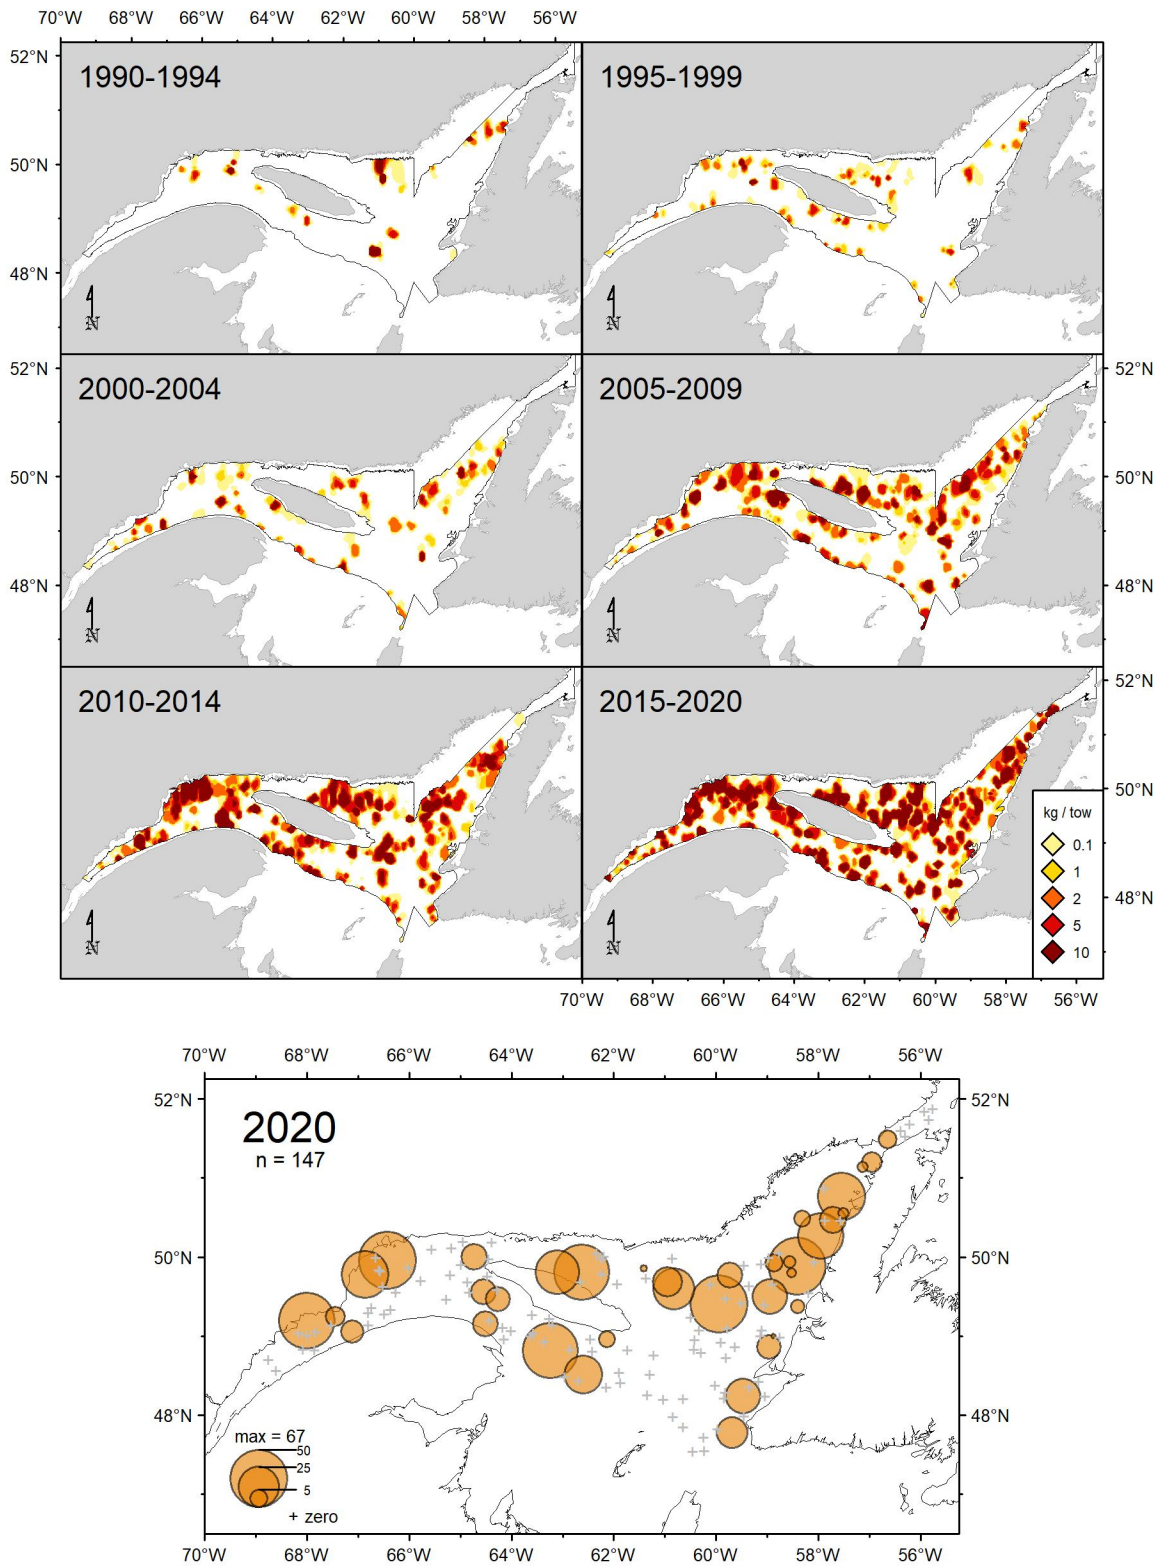 70°W 68°W 66°W 64°W 62°W 60°W 58°W 56°W
52°N 1990-1994 1995-1999
50°N
48°N
N N
52°N 2000-2004 2005-2009 52°N
50°N 50°N
48°N 48°N
N N
2010-2014 2015-2020 52°N
50°N
kg / tow
0.1
1
2 48°N
5
N N
10
70°W 68°W 66°W 64°W 62°W 60°W 58°W 56°W
70°W 68°W 66°W 64°W 62°W 60°W 58°W 56°W
52°N 52°N
2020
n = 147
50°N 50°N
48°N 48°N
max = 67
50
25
5
+ zero
70°W 68°W 66°W 64°W 62°W 60°W 58°W 56°W